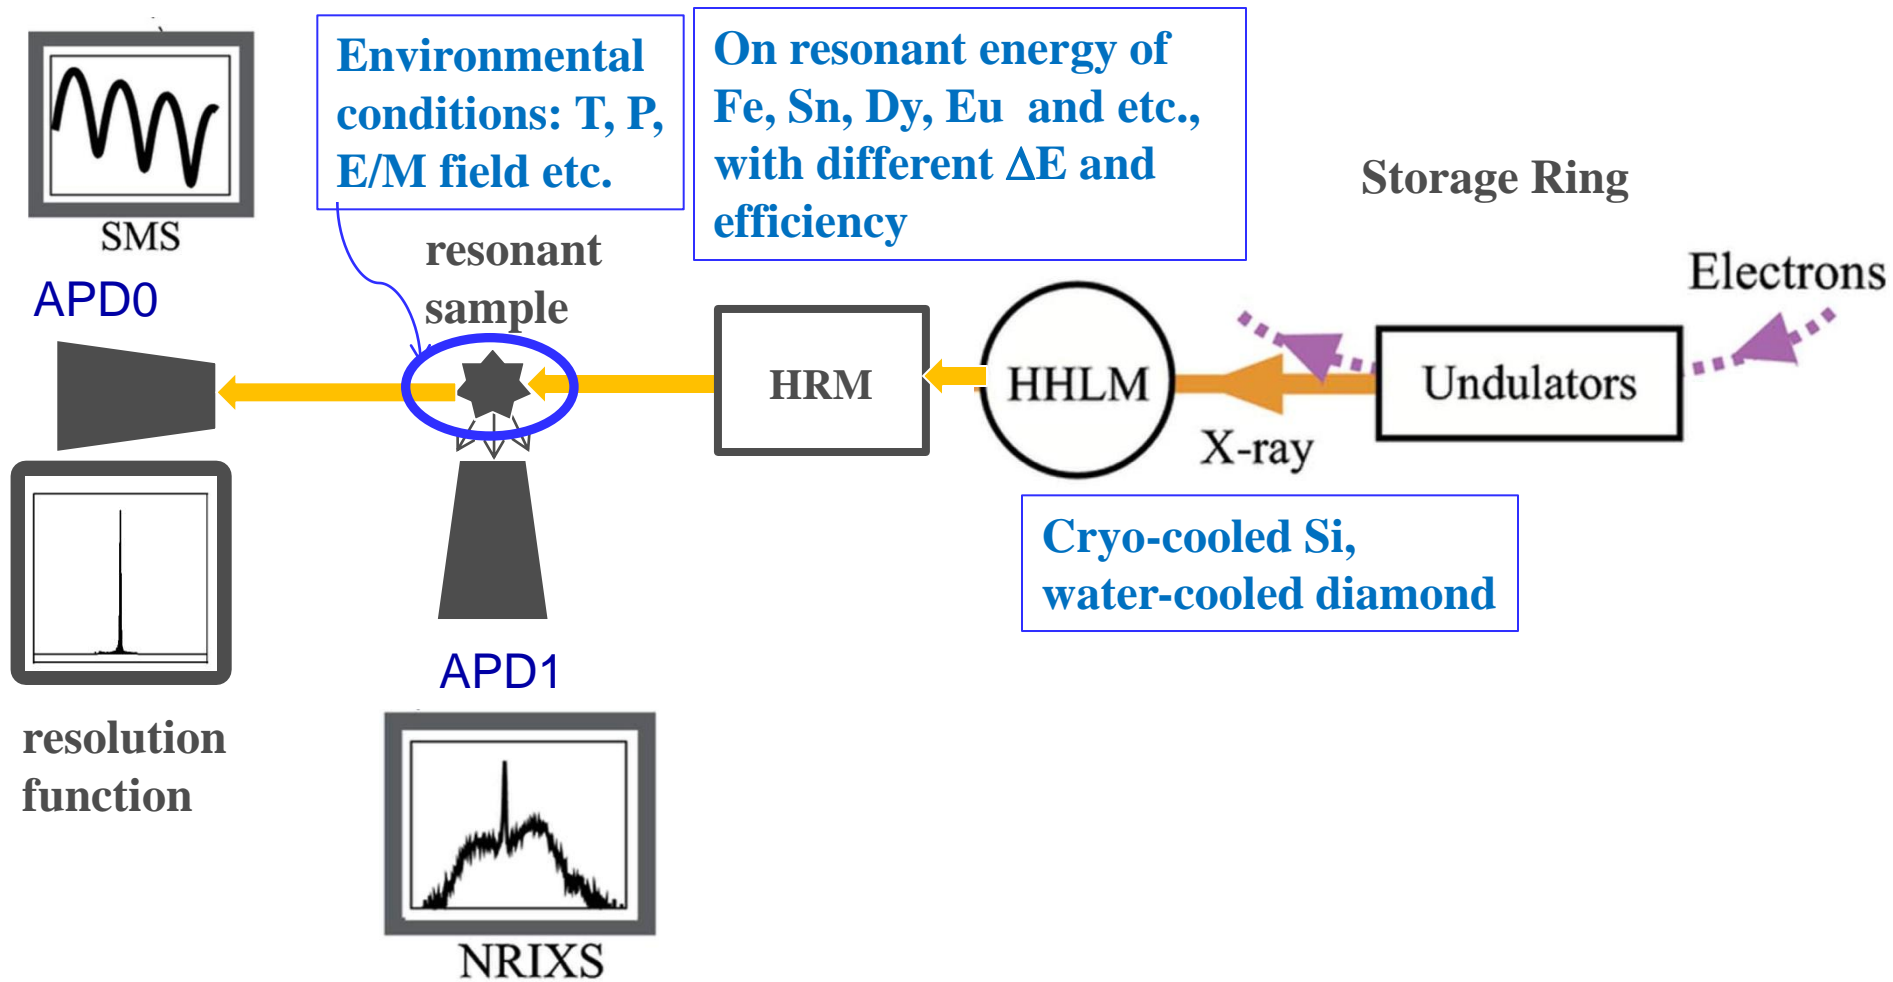 SMS
APD0
resolution
function
Environmental
conditions: T, P,
E/M field etc.
resonant
sample
APD1
NRIXS
On resonant energy of
Fe, Sn, Dy, Eu and etc.,
with different ΔE and
efficiency
HRM
HHLM
X-ray
Cryo-cooled Si,
water-cooled diamond
Storage Ring
Electrons
Undulators